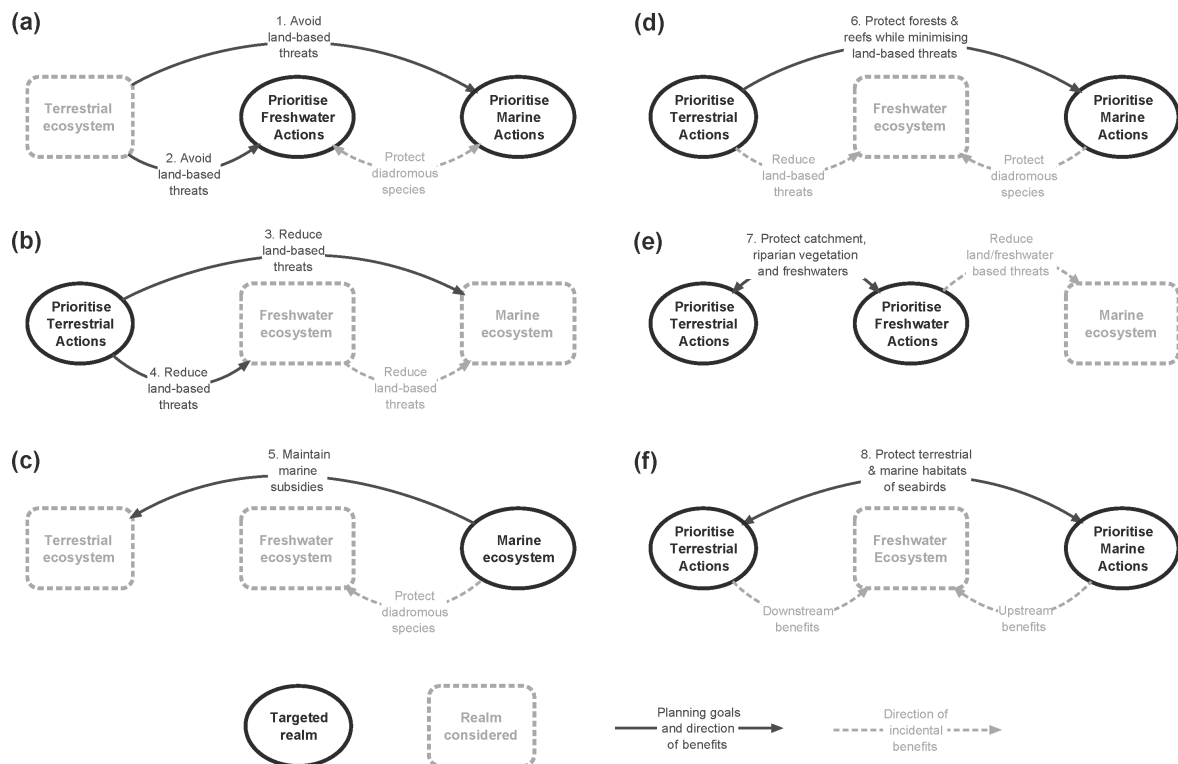 (a)
1. Avoid
land-based
threats
Terrestrial
ecosystem
Prioritise
Freshwater
Actions
Prioritise
Marine
Actions
2. Avoid
land-based
threats
Protect
diadromous
species
(b)
3. Reduce
land-based
threats
Prioritise
Terrestrial
Actions
Freshwater
ecosystem
Marine
ecosystem
4. Reduce
land-based
threats
Reduce
land-based
threats
(c)
5. Maintain
marine
subsidies
Terrestrial
ecosystem
Freshwater
ecosystem
Marine
ecosystem
Protect
diadromous
species
(d)
6. Protect forests &
reefs while minimising
land-based threats
Prioritise
Terrestrial
Actions
Freshwater
ecosystem
Prioritise
Marine
Actions
Reduce
land-based
threats
Protect
diadromous
species
(e)
7. Protect catchment,
riparian vegetation
and freshwaters
Reduce
land/freshwater
based threats
Prioritise
Terrestrial
Actions
Prioritise
Freshwater
Actions
Marine
ecosystem
(f)
8. Protect terrestrial
& marine habitats
of seabirds
Prioritise
Terrestrial
Actions
Freshwater
Ecosystem
Prioritise
Marine
Actions
Downstream
benefits
Upstream
benefits
Targeted
realm
Realm
considered
Planning goals
and direction
of benefits
Direction of
incidental
benefits